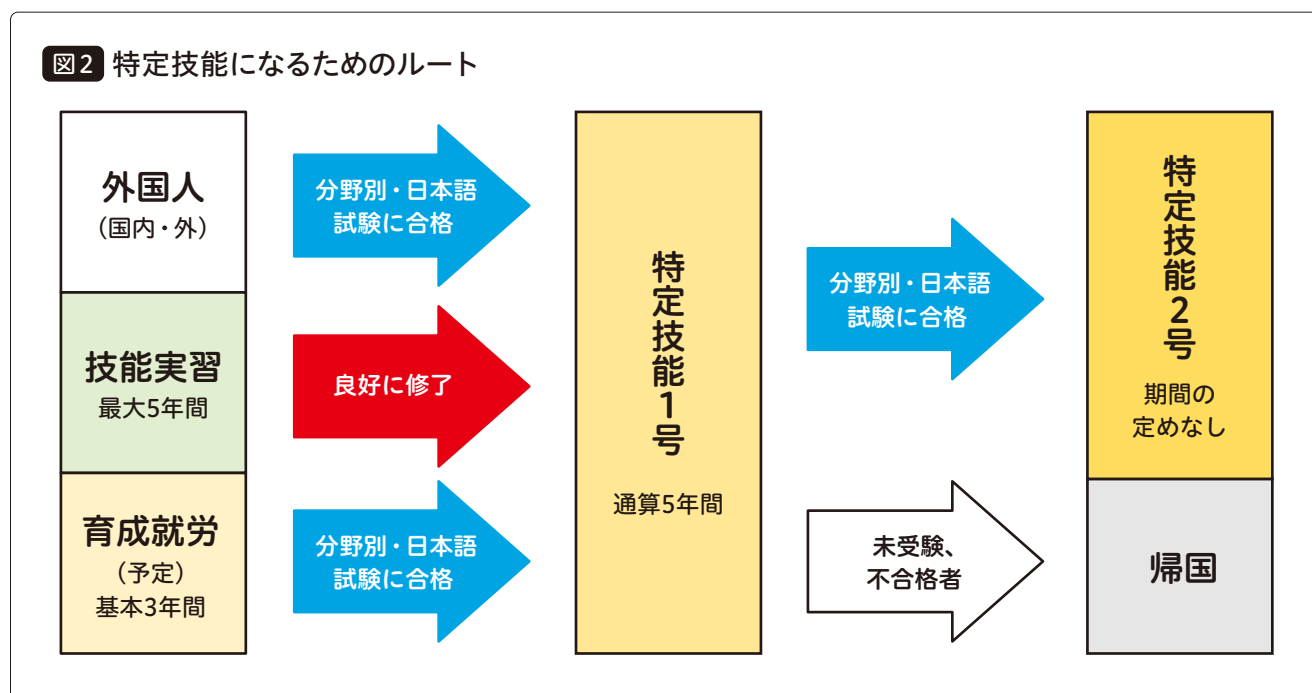 図2 特定技能になるためのルート
外国人
(国内・外)
分野別・日本語
試験に合格
技能実習
最大5年間
良好に修了
育成就労
(予定)
基本3年間
分野別・日本語
試験に合格
特定技能1号
通算5年間
分野別・日本語
試験に合格
未受験、
不合格者
特定技能2号
期間の
定めなし
帰国